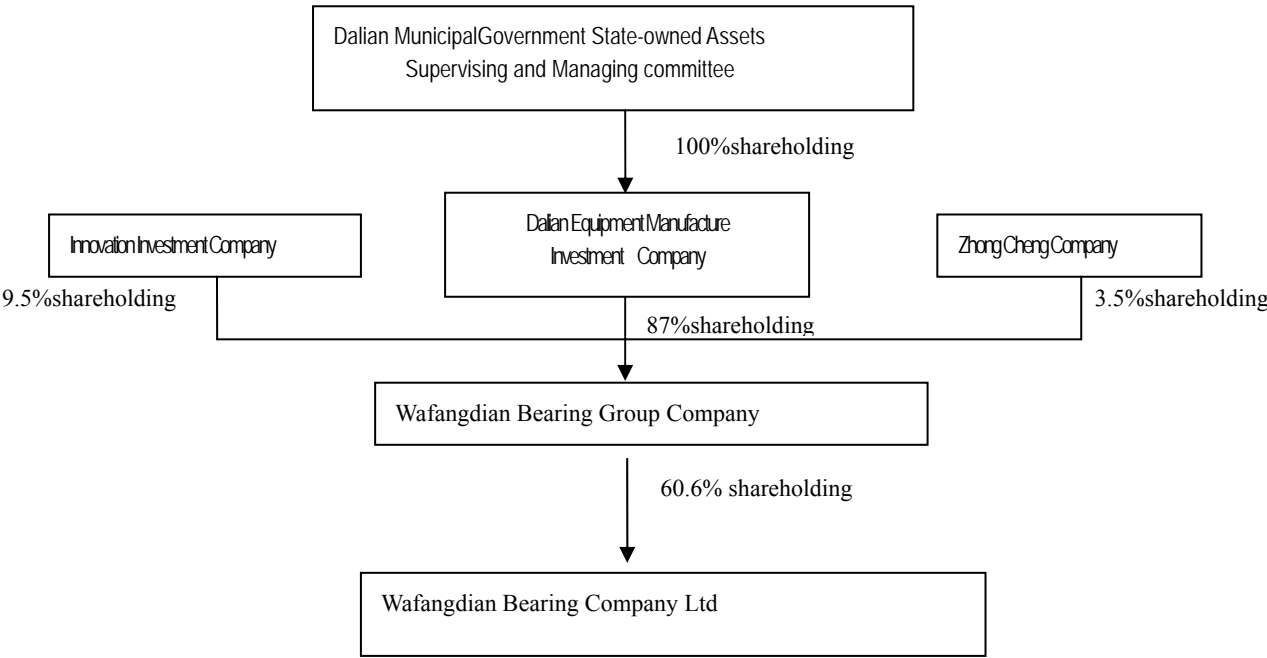 Dalian MunicipalGovernment State-owned Assets
Supervising and Managing committee
100%shareholding
Innovation Investment Company
Dalian Equipment Manufacture
Investment Company
Zhong Cheng Company
9.5%shareholding
87%shareholding
3.5%shareholding
Wafangdian Bearing Group Company
60.6% shareholding
Wafangdian Bearing Company Ltd